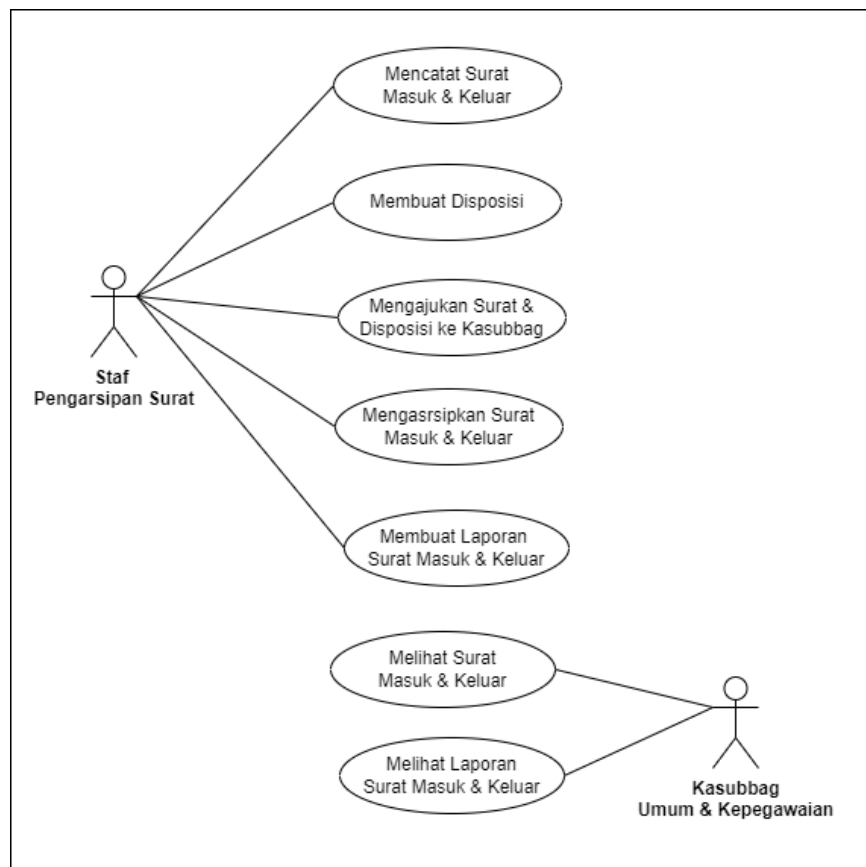 Mencatat Surat
Masuk & Keluar
Membuat Disposisi
Mengajukan Surat &
Disposisi ke Kasubbag
Staf
Pengarsipan Surat
Mengasrsipkan Surat
Masuk & Keluar
Membuat Laporan
Surat Masuk & Keluar
Melihat Surat
Masuk & Keluar
Melihat Laporan
Surat Masuk & Keluar
Kasubbag
Umum & Kepegawaian